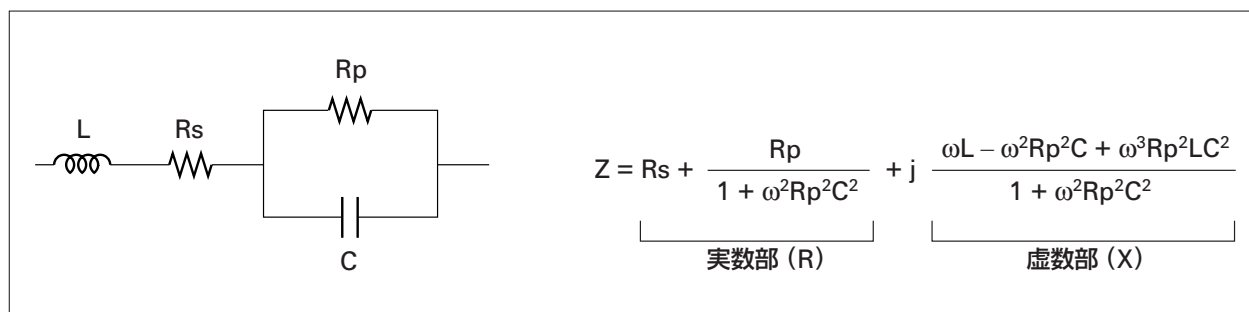 Rp
L
Rs
C
Z = Rs + Rp / 1 + ω²Rp²C² + j ωL – ω²Rp²C + ω³Rp²LC² / 1 + ω²Rp²C²
実数部（R）
虚数部（X）